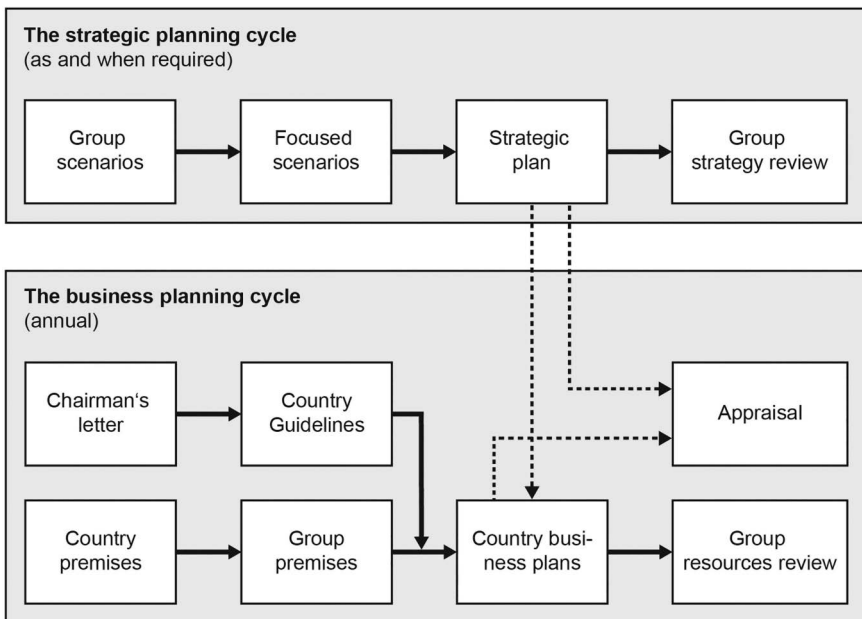 The strategic planning cycle
(as and when required)
Group
scenarios
Focused
scenarios
Strategic
plan
Group
strategy review
The business planning cycle
(annual)
Chairman‘s
letter
Country
Guidelines
Appraisal
Country
premises
Group
premises
Country busi-
ness plans
Group
resources review